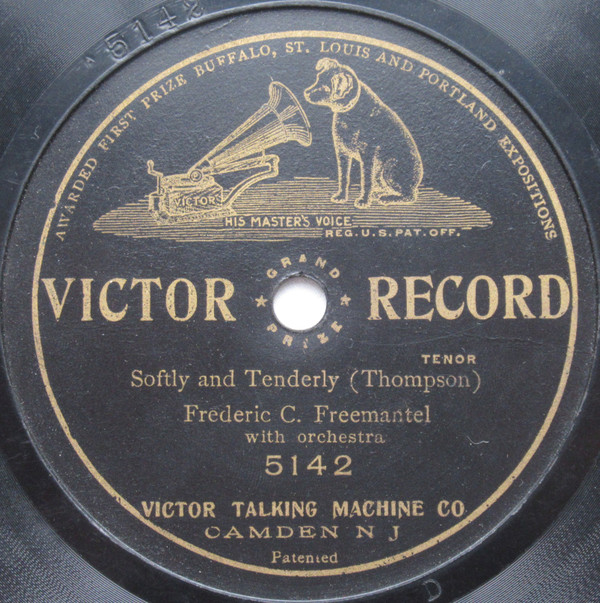 5142
AWARDED FIRST PRIZE BUFFALO, ST. LOUIS AND PORTLAND EXPOSITIONS
VICTOR
HIS MASTER'S VOICE
REG. U.S. PAT. OFF.
GRAND
VICTOR RECORD
PRIZE
TENOR
Softly and Tenderly (Thompson)
Frederic C. Freemantel
with orchestra
5142
VICTOR TALKING MACHINE CO
CAMDEN N J
Patented
D